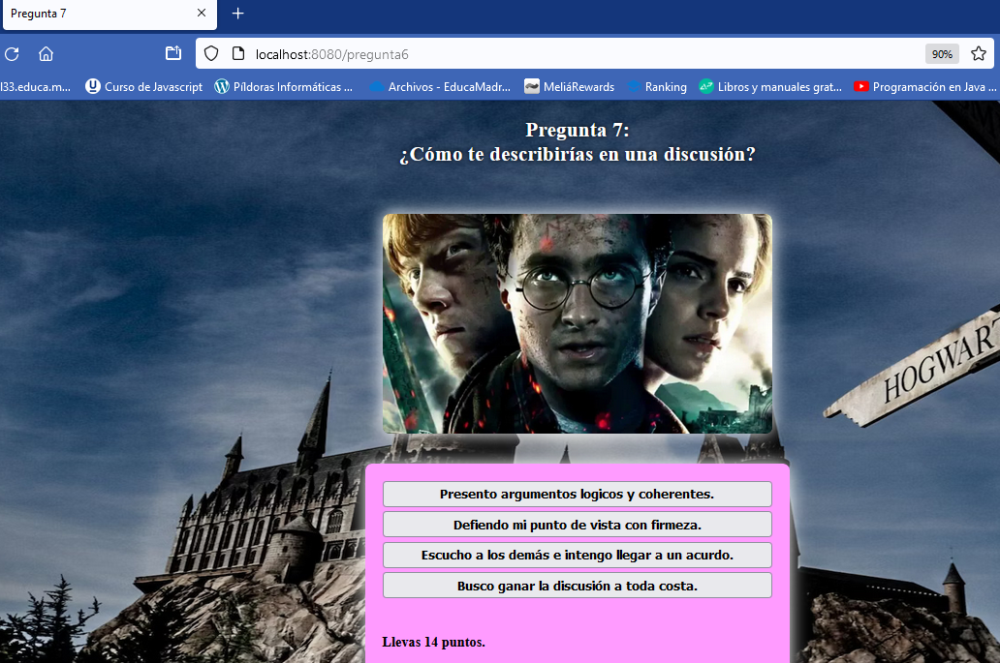 Pregunta 7
localhost:8080/pregunta6
90%
l33.educa.m...
Curso de Javascript
Píldoras Informáticas ...
Archivos - EducaMadr...
MeliáRewards
Ranking
Libros y manuales grat...
Programación en Java ...
Pregunta 7:
¿Cómo te describirías en una discusión?
HOGWART
Presento argumentos logicos y coherentes.
Defiendo mi punto de vista con firmeza.
Escucho a los demás e intengo llegar a un acurdo.
Busco ganar la discusión a toda costa.
Llevas 14 puntos.